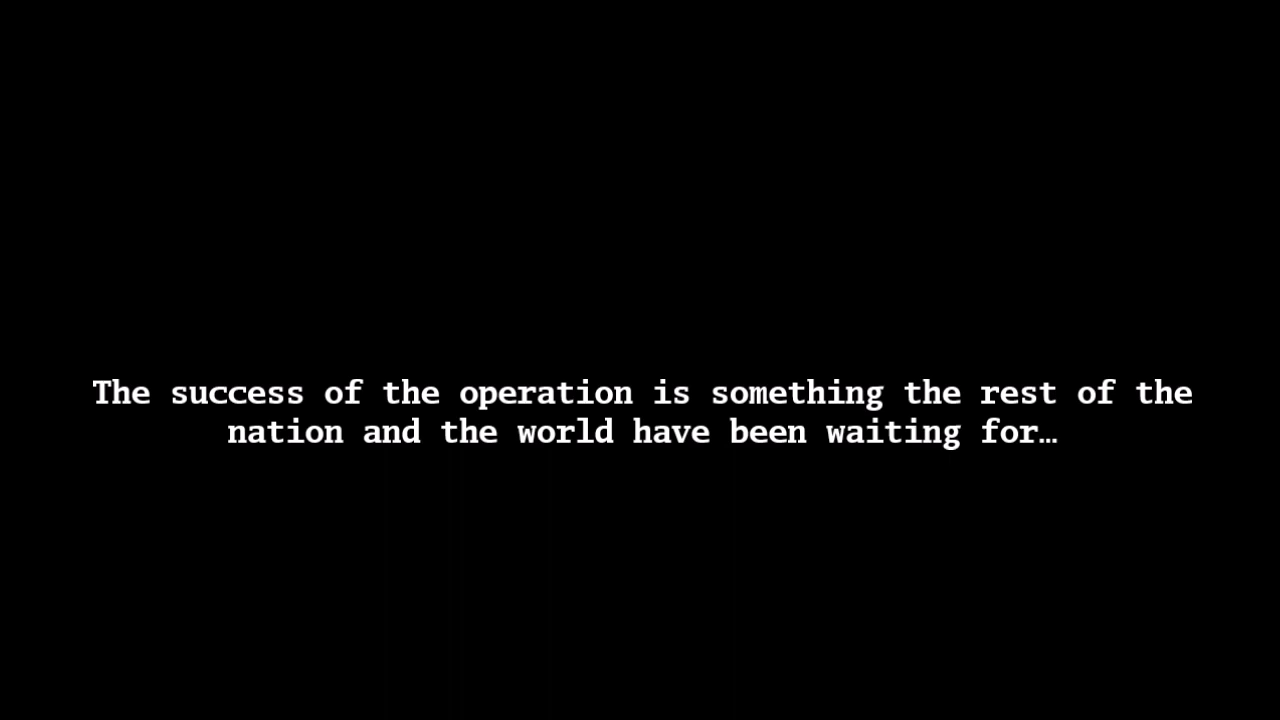 The success of the operation is something the rest of the
nation and the world have been waiting for…